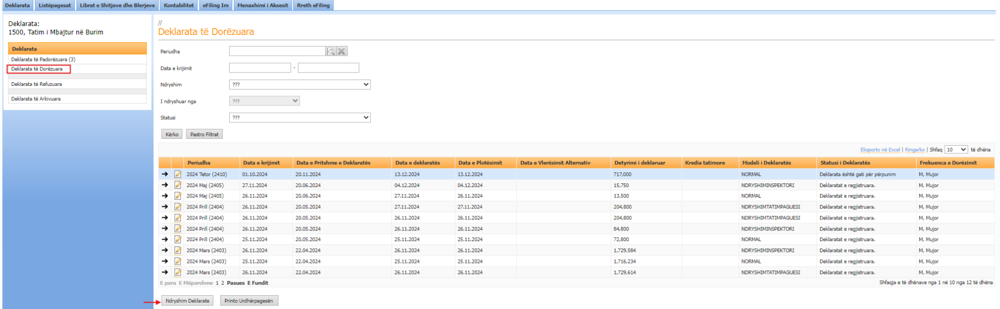 Deklarata Listëpagesat Librat e Shitjeve dhe Blerjeve Kontabilitet eFiling Im Menaxhimi i Aksesit Rreth eFiling
Deklarata:
1500, Tatim i Mbajtur në Burim
Deklarata
Deklarata të Padorëzuara (3)
Deklarata të Dorëzuara
Deklarata të Refuzuara
Deklarata të Arkivuara
//
Deklarata të Dorëzuara
Periudha
Data e krijimit -
Ndryshim ???
I ndryshuar nga ???
Statusi ???
Kërko Pastro Filtrat
Eksporto në Excel | Ringarko | Shfaq 10 të dhëna
Periudha Data e krijimit Data e Pritshme e Deklaratës Data e deklaratës Data e Plotësimit Data e Vlerësimit Alternativ Detyrimi i deklaruar Kredia tatimore Modeli i Deklaratës Statusi i Deklaratës Frekuenca e Dorëzimit
2024 Tetor (2410) 01.10.2024 20.11.2024 13.12.2024 13.12.2024 717,000 NORMAL Deklarata është gati për përpunim M, Mujor
2024 Maj (2405) 27.11.2024 20.06.2024 04.12.2024 04.12.2024 15,750 NDRYSHIMINSPEKTORI Deklaratat e regjistruara. M, Mujor
2024 Maj (2405) 26.11.2024 20.06.2024 27.11.2024 26.11.2024 13,500 NORMAL Deklaratat e regjistruara. M, Mujor
2024 Prill (2404) 26.11.2024 20.05.2024 27.11.2024 27.11.2024 204,800 NDRYSHIMTATIMPAGUESI Deklaratat e regjistruara. M, Mujor
2024 Prill (2404) 26.11.2024 20.05.2024 26.11.2024 26.11.2024 204,800 NDRYSHIMTATIMPAGUESI Deklaratat e regjistruara. M, Mujor
2024 Prill (2404) 26.11.2024 20.05.2024 26.11.2024 26.11.2024 84,800 NDRYSHIMINSPEKTORI Deklaratat e regjistruara. M, Mujor
2024 Prill (2404) 25.11.2024 20.05.2024 25.11.2024 25.11.2024 72,800 NORMAL Deklaratat e regjistruara. M, Mujor
2024 Mars (2403) 26.11.2024 22.04.2024 26.11.2024 26.11.2024 1,729,584 NDRYSHIMINSPEKTORI Deklaratat e regjistruara. M, Mujor
2024 Mars (2403) 25.11.2024 22.04.2024 25.11.2024 25.11.2024 1,716,234 NORMAL Deklaratat e regjistruara. M, Mujor
2024 Mars (2403) 26.11.2024 22.04.2024 26.11.2024 26.11.2024 1,729,614 NDRYSHIMTATIMPAGUESI Deklaratat e regjistruara. M, Mujor
E para E Mëparshme 1 2 Pasues E Fundit Shfaqja e të dhënave nga 1 në 10 nga 12 të dhëna
Ndryshim Deklarate Printo Urdhërpagesën